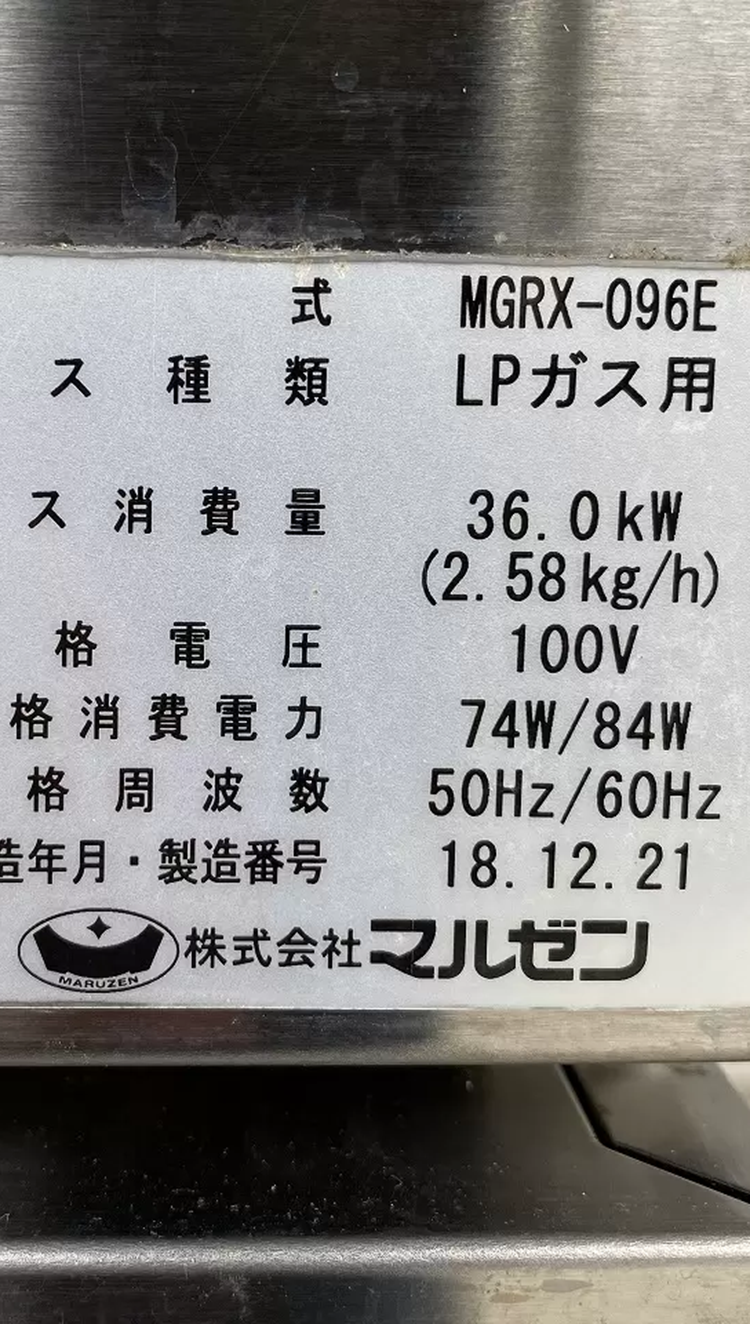 式 MGRX-096E
ス種類 LPガス用
ス消費量 36.0kW
(2.58kg/h)
格電圧 100V
格消費電力 74W/84W
格周波数 50Hz/60Hz
造年月・製造番号 18.12.21
MARUZEN 株式会社マルゼン